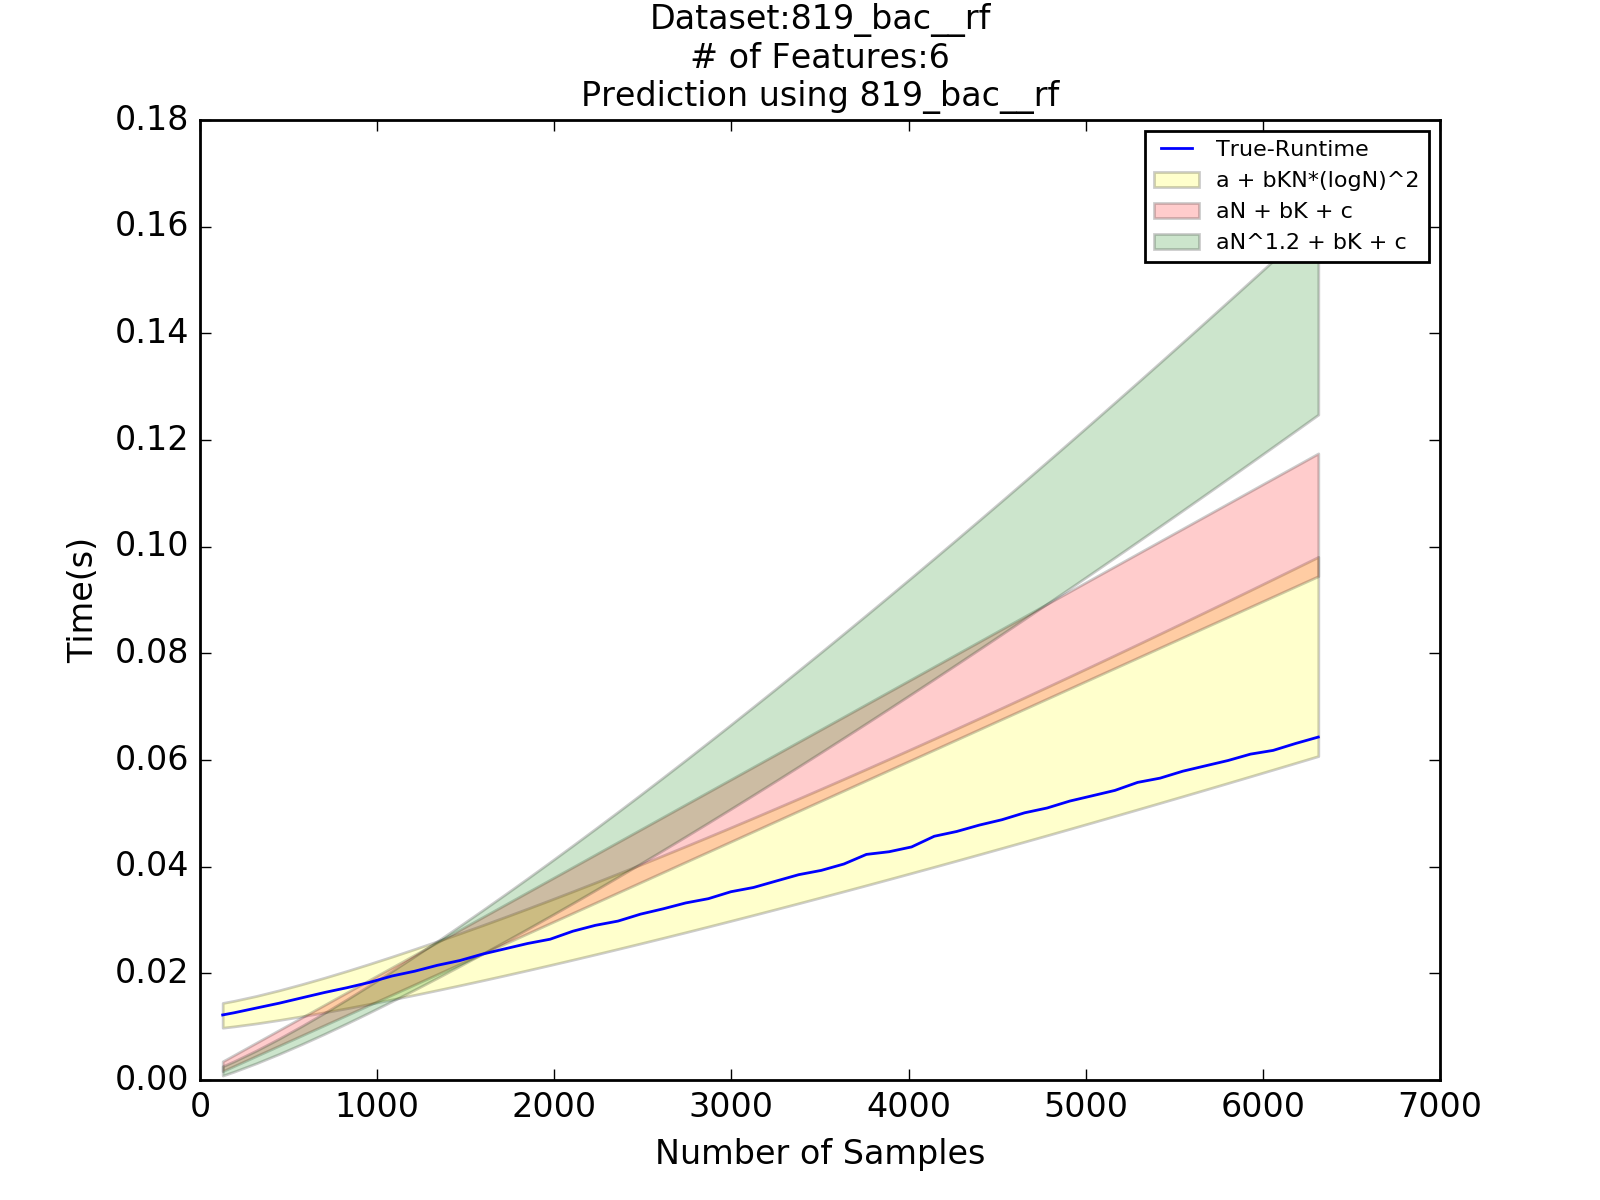 Dataset:819_bac__rf
# of Features:6
Prediction using 819_bac__rf
0.18
0.16
0.14
0.12
0.10
0.08
0.06
0.04
0.02
0.00
Time(s)
True-Runtime
a + bKN*(logN)^2
aN + bK + c
aN^1.2 + bK + c
0 1000 2000 3000 4000 5000 6000 7000
Number of Samples